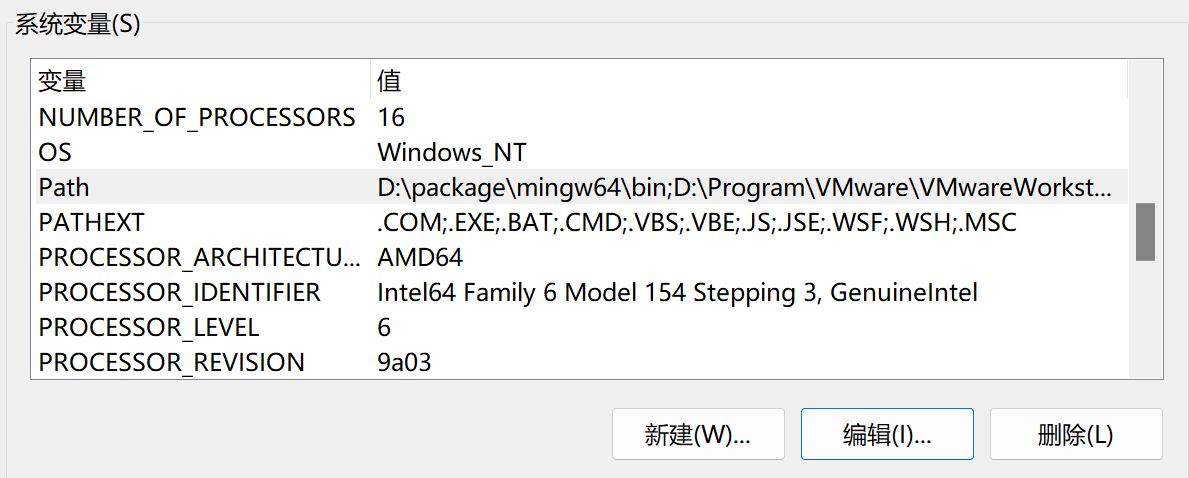 系统变量(S)
变量 值
NUMBER_OF_PROCESSORS 16
OS Windows_NT
Path D:\package\mingw64\bin;D:\Program\VMware\VMwareWorkst...
PATHEXT .COM;.EXE;.BAT;.CMD;.VBS;.VBE;.JS;.JSE;.WSF;.WSH;.MSC
PROCESSOR_ARCHITECTU... AMD64
PROCESSOR_IDENTIFIER Intel64 Family 6 Model 154 Stepping 3, GenuineIntel
PROCESSOR_LEVEL 6
PROCESSOR_REVISION 9a03
新建(W)... 编辑(I)... 删除(L)